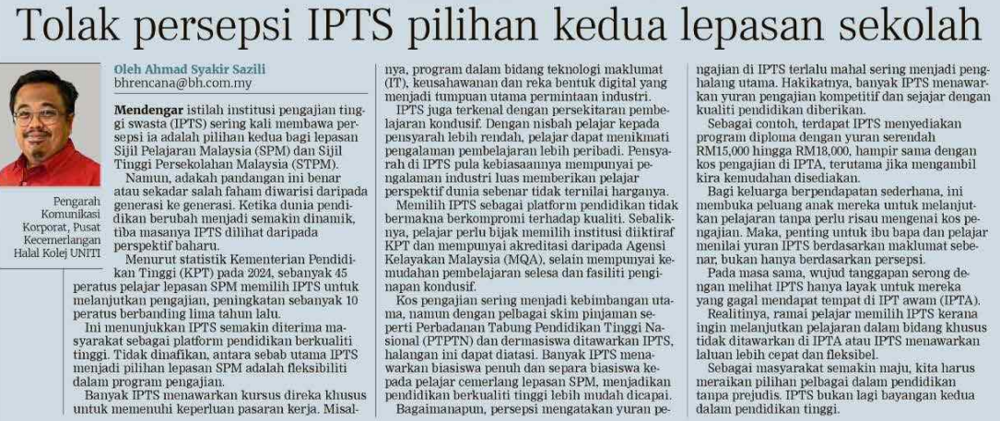 Tolak persepsi IPTS pilihan kedua lepasan sekolah
Oleh Ahmad Syakir Sazili
bhrencana@bh.com.my
Pengarah
Komunikasi
Korporat, Pusat
Kecemerlangan
Halal Kolej UNITI
Mendengar istilah institusi pengajian ting-
gi swasta (IPTS) sering kali membawa per-
sepsi ia adalah pilihan kedua bagi lepasan
Sijil Pelajaran Malaysia (SPM) dan Sijil
Tinggi Persekolahan Malaysia (STPM).
Namun, adakah pandangan ini benar
atau sekadar salah faham diwarisi daripada
generasi ke generasi. Ketika dunia pendi-
dikan berubah menjadi semakin dinamik,
tiba masanya IPTS dilihat daripada
perspektif baharu.
Menurut statistik Kementerian Pendidi-
kan Tinggi (KPT) pada 2024, sebanyak 45
peratus pelajar lepasan SPM memilih IPTS untuk
melanjutkan pengajian, peningkatan sebanyak 10
peratus berbanding lima tahun lalu.
Ini menunjukkan IPTS semakin diterima ma-
syarakat sebagai platform pendidikan berkualiti
tinggi. Tidak dinafikan, antara sebab utama IPTS
menjadi pilihan lepasan SPM adalah fleksibiliti
dalam program pengajian.
Banyak IPTS menawarkan kursus direka khusus
untuk memenuhi keperluan pasaran kerja. Misal-
nya, program dalam bidang teknologi maklumat
(IT), keusahawanan dan reka bentuk digital yang
menjadi tumpuan utama permintaan industri.
IPTS juga terkenal dengan persekitaran pembe-
lajaran kondusif. Dengan nisbah pelajar kepada
pensyarah lebih rendah, pelajar dapat menikmati
pengalaman pembelajaran lebih peribadi. Pensya-
rah di IPTS pula kebiasaannya mempunyai pe-
ngalaman industri luas memberikan pelajar
perspektif dunia sebenar tidak ternilai harganya.
Memilih IPTS sebagai platform pendidikan tidak
bermakna berkompromi terhadap kualiti. Sebalik-
nya, pelajar perlu bijak memilih institusi diiktiraf
KPT dan mempunyai akreditasi daripada Agensi
Kelayakan Malaysia (MQA), selain mempunyai ke-
mudahan pembelajaran selesa dan fasiliti pengi-
napan kondusif.
Kos pengajian sering menjadi kebimbingan uta-
ma, namun dengan pelbagai skim pinjaman se-
perti Perbadanan Tabung Pendidikan Tinggi Na-
sional (PTPTN) dan dermasiswa ditawarkan IPTS,
halangan ini dapat diatasi. Banyak IPTS mena-
warkan biasiswa penuh dan separa biasiswa ke-
pada pelajar cemerlang lepasan SPM, menjadikan
pendidikan berkualiti tinggi lebih mudah dicapai.
Bagaimanapun, persepsi mengatakan yuran pe-
ngajian di IPTS terlalu mahal sering menjadi peng-
halang utama. Hakikatnya, banyak IPTS menawar-
kan yuran pengajian kompetitif dan sejajar dengan
kualiti pendidikan diberikan.
Sebagai contoh, terdapat IPTS menyediakan
program diploma dengan yuran serendah
RM15,000 hingga RM18,000, hampir sama dengan
kos pengajian di IPTA, terutama jika mengambil
kira kemudahan disediakan.
Bagi keluarga berpendapatan sederhana, ini
membuka peluang anak mereka untuk melanjut-
kan pelajaran tanpa perlu risau mengenai kos pe-
ngajian. Maka, penting untuk ibu bapa dan pelajar
menilai yuran IPTS berdasarkan maklumat sebe-
nar, bukan hanya berdasarkan persepsi.
Pada masa sama, wujud tanggapan serong de-
ngan melihat IPTS hanya layak untuk mereka
yang gagal mendapat tempat di IPT awam (IPTA).
Realitinya, ramai pelajar memilih IPTS kerana
ingin melanjutkan pelajaran dalam bidang khusus
tidak ditawarkan di IPTA atau IPTS menawarkan
laluan lebih cepat dan fleksibel.
Sebagai masyarakat semakin maju, kita harus
meraikan pilihan pelbagai dalam pendidikan
tanpa prejudis. IPTS bukan lagi bayangan kedua
dalam pendidikan tinggi.